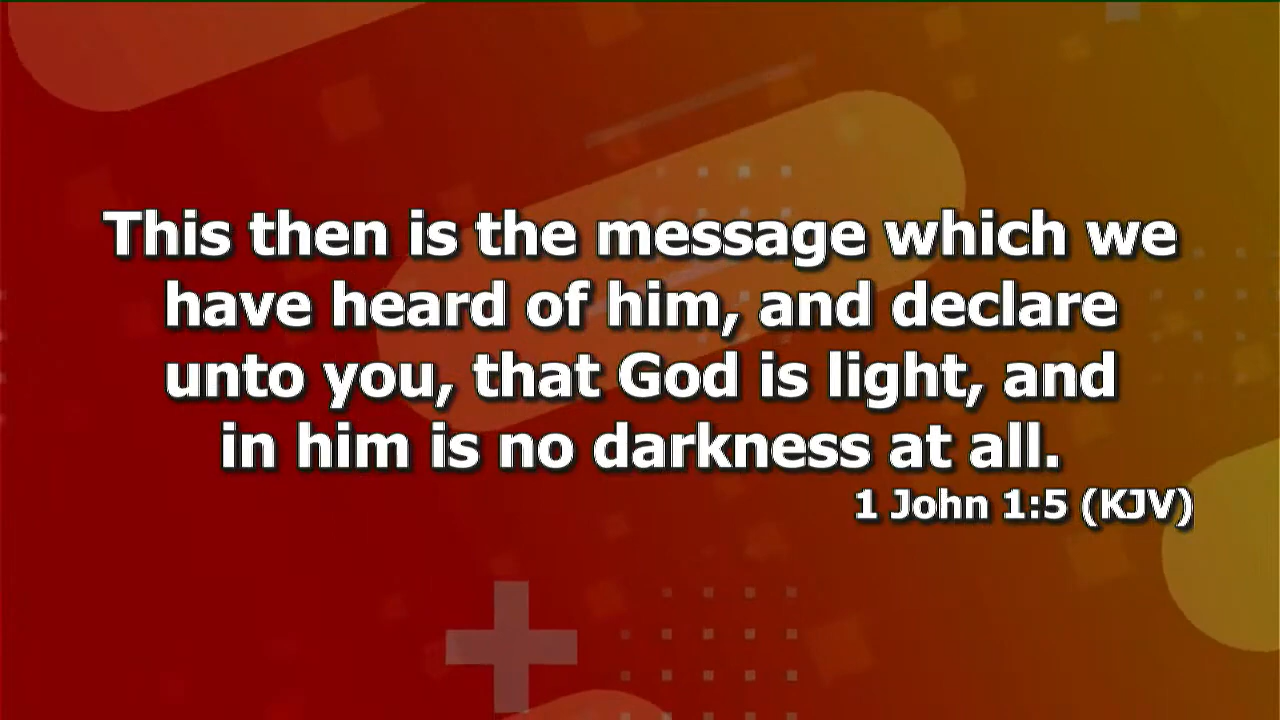 This then is the message which we
have heard of him, and declare
unto you, that God is light, and
in him is no darkness at all.
1 John 1:5 (KJV)